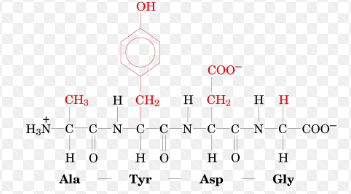 OH
COO−
CH3 H CH2 H CH2 H H
+
H3N C C N C C N C C N C COO−
H O H O H O H
Ala — Tyr — Asp — Gly